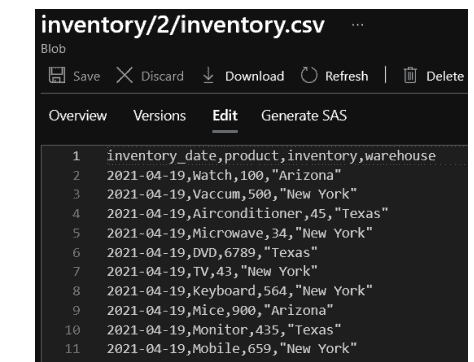 inventory/2/inventory.csv ...
Blob
Save Discard Download Refresh Delete
Overview Versions Edit Generate SAS
1 inventory_date,product,inventory,warehouse
2 2021-04-19,Watch,100,"Arizona"
3 2021-04-19,Vaccum,500,"New York"
4 2021-04-19,Airconditioner,45,"Texas"
5 2021-04-19,Microwave,34,"New York"
6 2021-04-19,DVD,6789,"Texas"
7 2021-04-19,TV,43,"New York"
8 2021-04-19,Keyboard,564,"New York"
9 2021-04-19,Mice,900,"Arizona"
10 2021-04-19,Monitor,435,"Texas"
11 2021-04-19,Mobile,659,"New York"